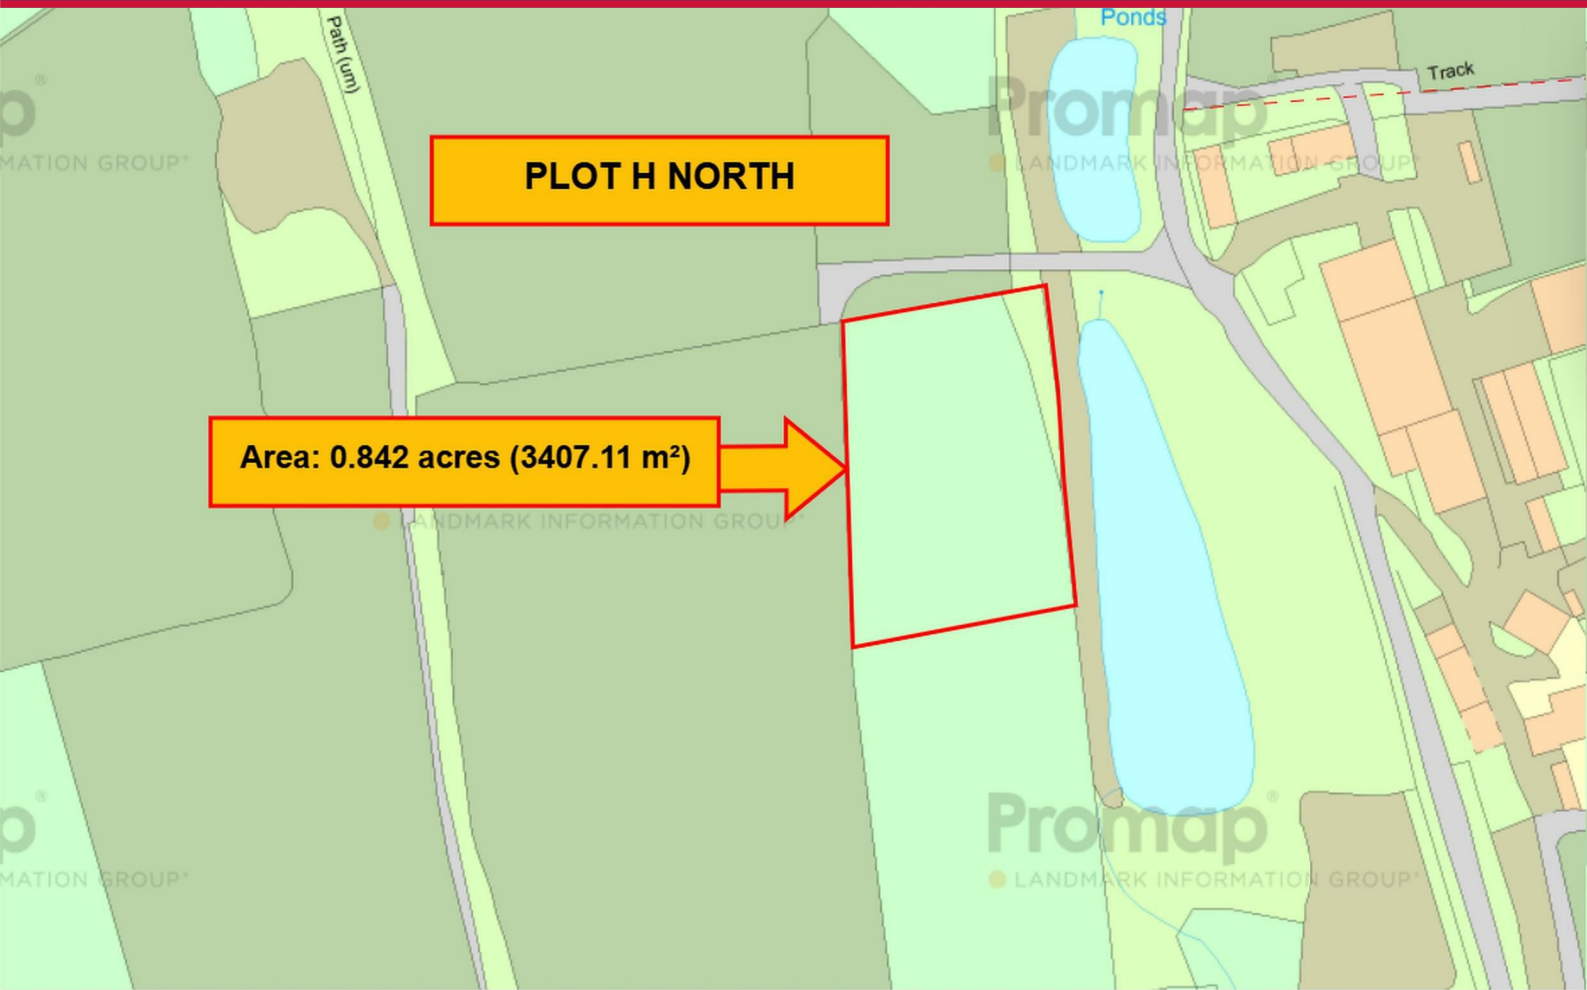 Ponds
Path (um)
Track
Promap®
LANDMARK INFORMATION GROUP®
p®
MATION GROUP®
PLOT H NORTH
Area: 0.842 acres (3407.11 m²)
LANDMARK INFORMATION GROUP®
p®
MATION GROUP®
Promap®
LANDMARK INFORMATION GROUP®